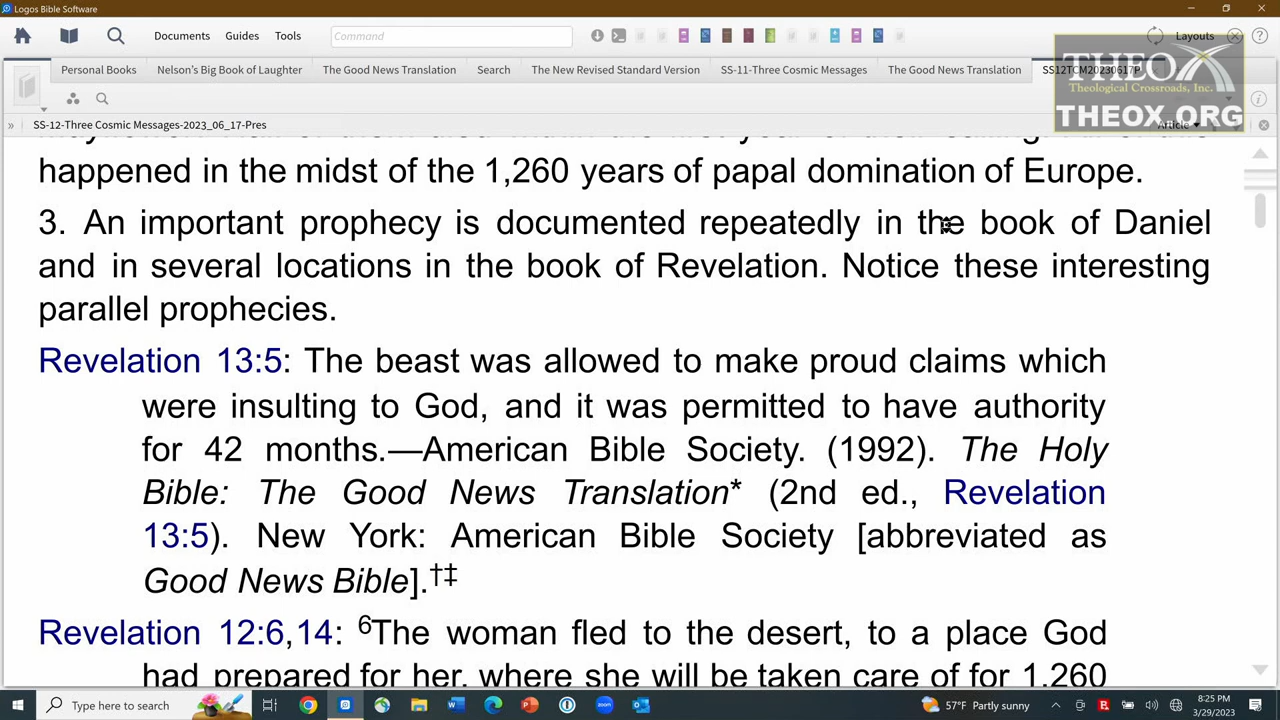 Logos Bible Software
Documents Guides Tools Command Layouts
Personal Books Nelson's Big Book of Laughter The Go Search The New Revised Standard Version SS-11-Three Cosmic Messages The Good News Translation SS12TCM20230617P
THEOX
Theological Crossroads, Inc.
THEOX.ORG
SS-12-Three Cosmic Messages-2023_06_17-Pres Article
happened in the midst of the 1,260 years of papal domination of Europe.
3. An important prophecy is documented repeatedly in the book of Daniel
and in several locations in the book of Revelation. Notice these interesting
parallel prophecies.
Revelation 13:5: The beast was allowed to make proud claims which
were insulting to God, and it was permitted to have authority
for 42 months.—American Bible Society. (1992). The Holy
Bible: The Good News Translation* (2nd ed., Revelation
13:5). New York: American Bible Society [abbreviated as
Good News Bible].†‡
Revelation 12:6,14: 6The woman fled to the desert, to a place God
had prepared for her, where she will be taken care of for 1,260
Type here to search
57°F Partly sunny
8:25 PM
3/29/2023